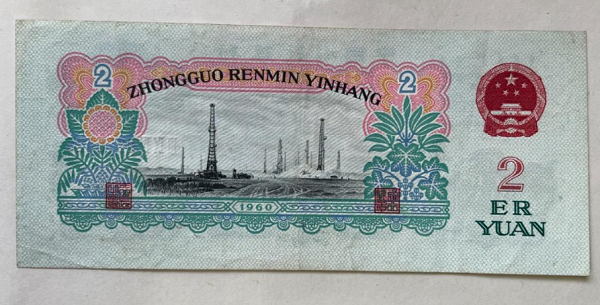 2
ZHONGGUO RENMIN YINHANG
2
1960
2
ER
YUAN